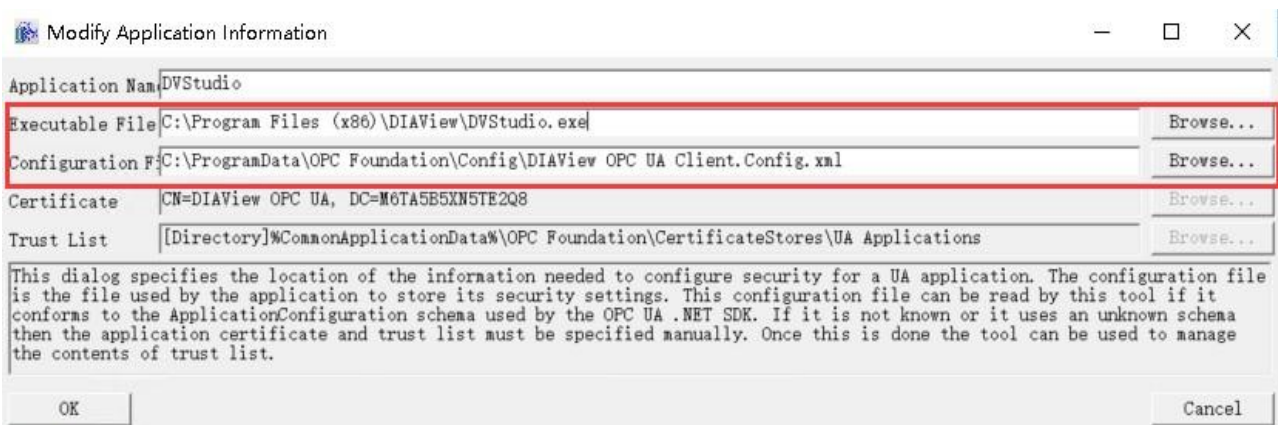 Modify Application Information
Application Nam DVStudio
Executable File C:\Program Files (x86)\DIAView\DVStudio.exe Browse...
Configuration F C:\ProgramData\OPC Foundation\Config\DIAView OPC UA Client.Config.xml Browse...
Certificate CN=DIAView OPC UA, DC=M6TA5B5XN5TE2Q8 Browse...
Trust List [Directory]%CommonApplicationData%\OPC Foundation\CertificateStores\UA Applications Browse...
This dialog specifies the location of the information needed to configure security for a UA application. The configuration file
is the file used by the application to store its security settings. This configuration file can be read by this tool if it
conforms to the ApplicationConfiguration schema used by the OPC UA .NET SDK. If it is not known or it uses an unknown schema
then the application certificate and trust list must be specified manually. Once this is done the tool can be used to manage
the contents of trust list.
OK Cancel